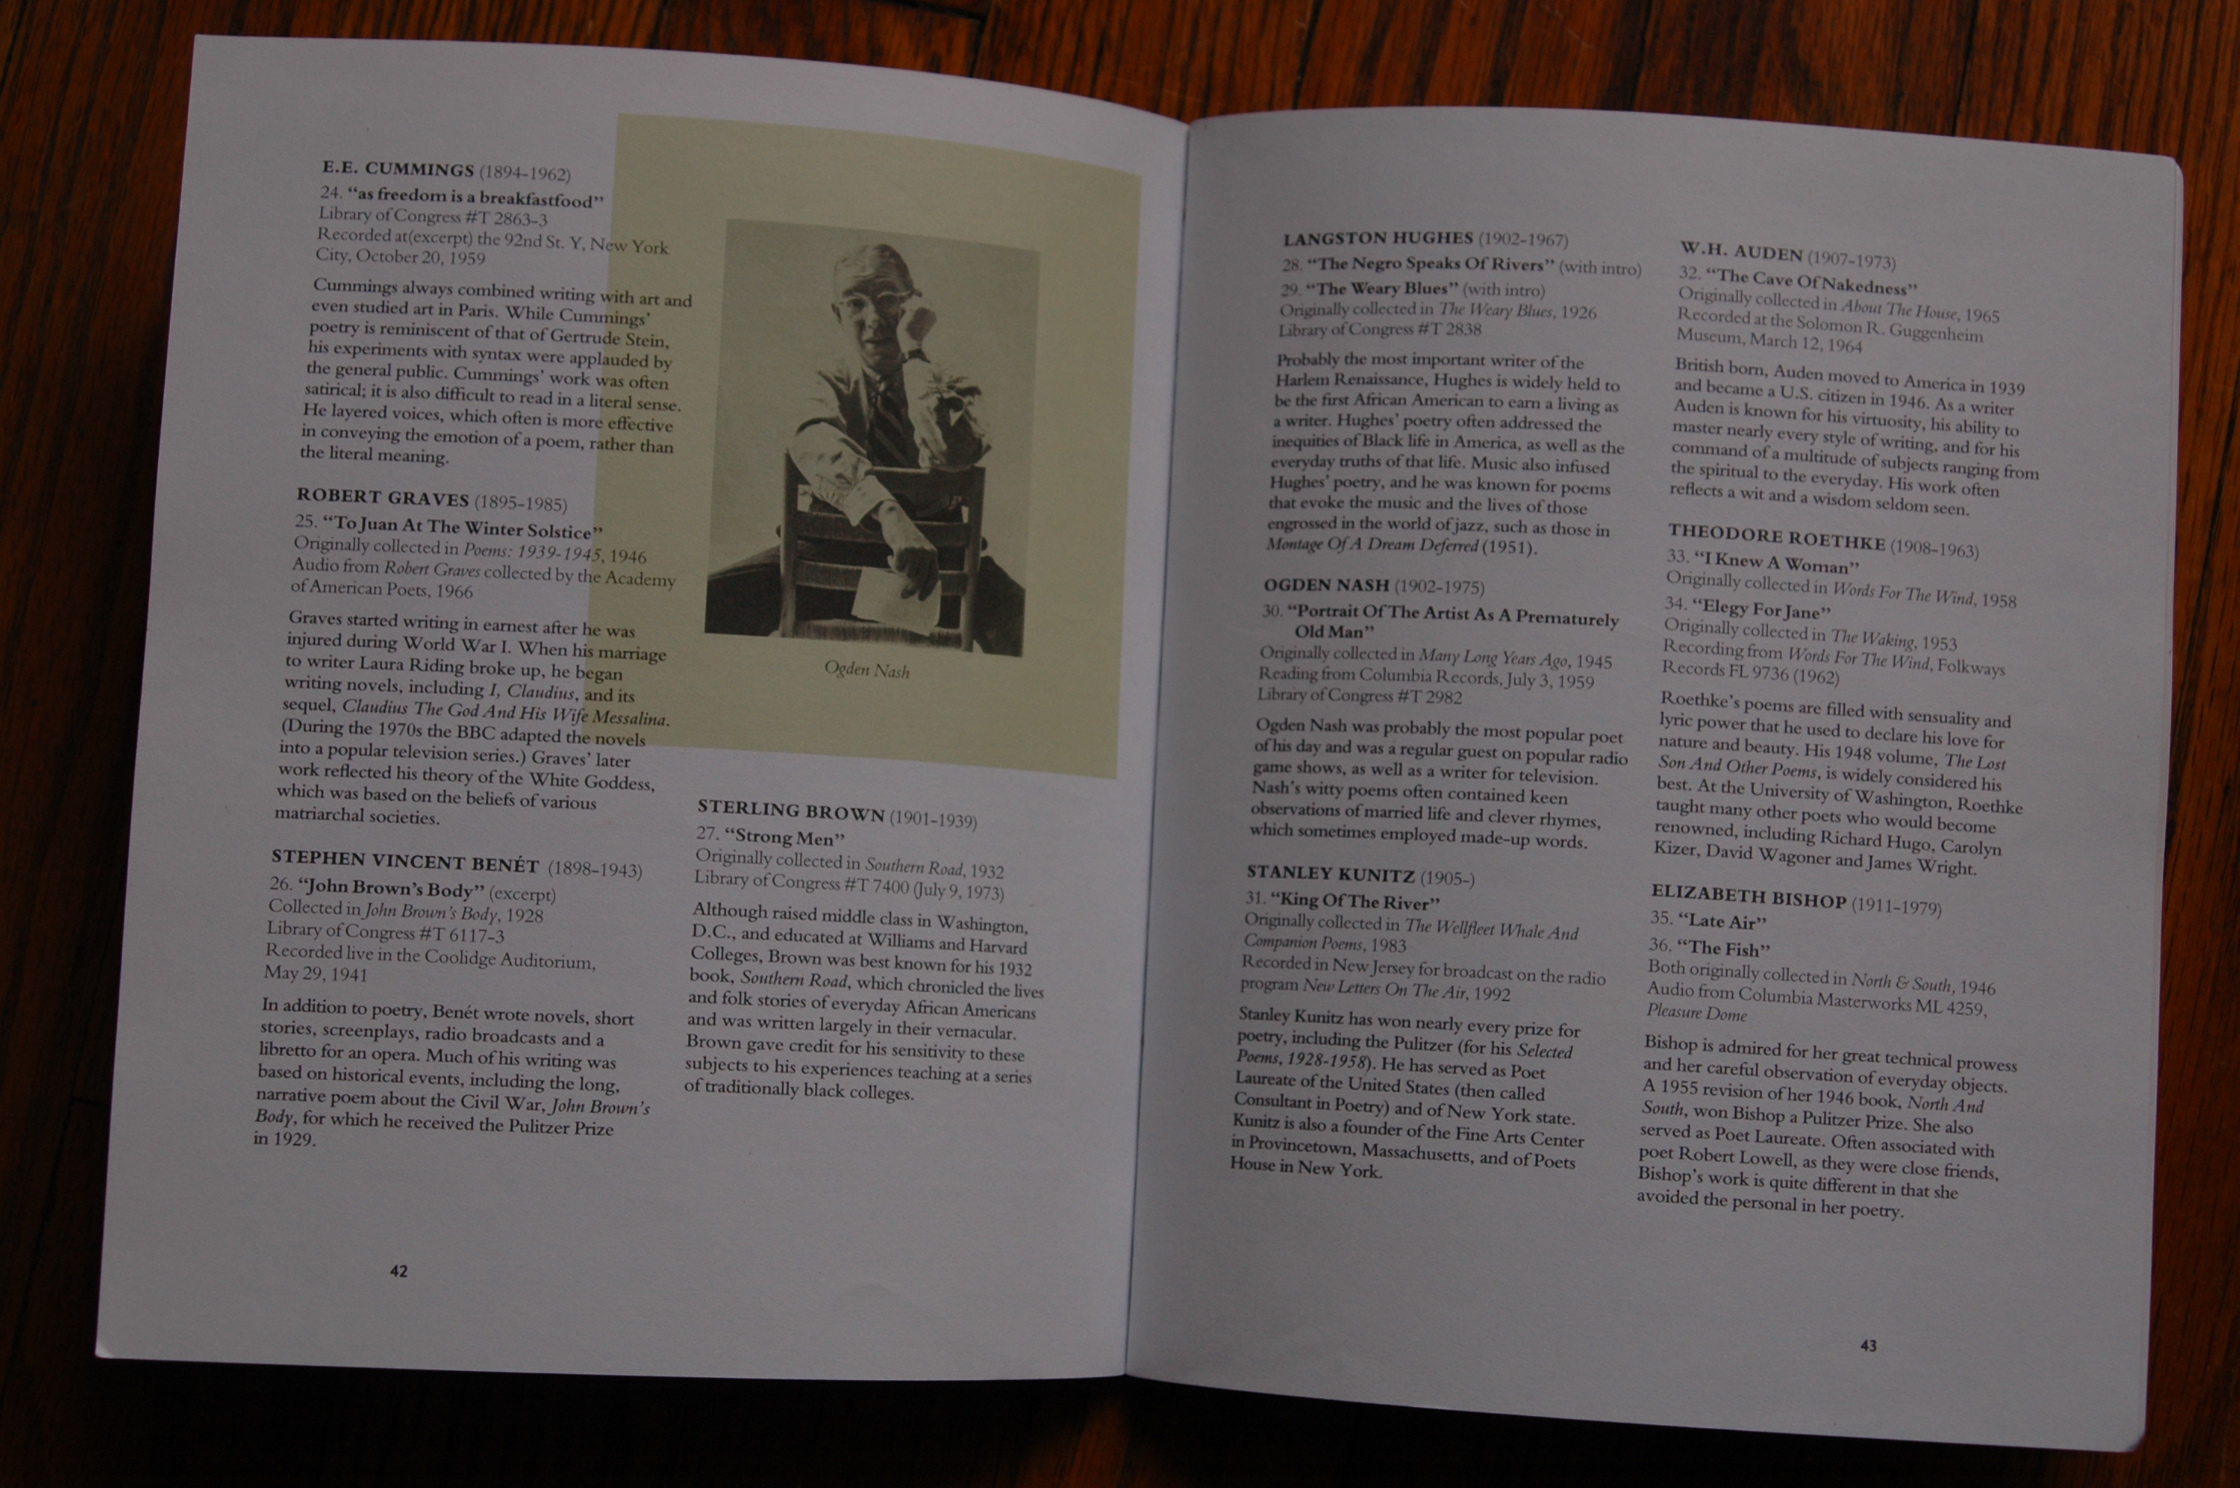 E.E. CUMMINGS (1894-1962)
24. “as freedom is a breakfastfood”
Library of Congress #T 2863-3
Recorded at(excerpt) the 92nd St. Y, New York
City, October 20, 1959
Cummings always combined writing with art and
even studied art in Paris. While Cummings’
poetry is reminiscent of that of Gertrude Stein,
his experiments with syntax were applauded by
the general public. Cummings’ work was often
satirical; it is also difficult to read in a literal sense.
He layered voices, which often is more effective
in conveying the emotion of a poem, rather than
the literal meaning.
ROBERT GRAVES (1895-1985)
25. “To Juan At The Winter Solstice”
Originally collected in Poems: 1939-1945, 1946
Audio from Robert Graves collected by the Academy
of American Poets, 1966
Graves started writing in earnest after he was
injured during World War I. When his marriage
to writer Laura Riding broke up, he began
writing novels, including I, Claudius, and its
sequel, Claudius The God And His Wife Messalina.
(During the 1970s the BBC adapted the novels
into a popular television series.) Graves’ later
work reflected his theory of the White Goddess,
which was based on the beliefs of various
matriarchal societies.
STEPHEN VINCENT BENÉT (1898-1943)
26. “John Brown’s Body” (excerpt)
Collected in John Brown’s Body, 1928
Library of Congress #T 6117-3
Recorded live in the Coolidge Auditorium,
May 29, 1941
In addition to poetry, Benét wrote novels, short
stories, screenplays, radio broadcasts and a
libretto for an opera. Much of his writing was
based on historical events, including the long,
narrative poem about the Civil War, John Brown’s
Body, for which he received the Pulitzer Prize
in 1929.
Ogden Nash
STERLING BROWN (1901-1939)
27. “Strong Men”
Originally collected in Southern Road, 1932
Library of Congress #T 7400 (July 9, 1973)
Although raised middle class in Washington,
D.C., and educated at Williams and Harvard
Colleges, Brown was best known for his 1932
book, Southern Road, which chronicled the lives
and folk stories of everyday African Americans
and was written largely in their vernacular.
Brown gave credit for his sensitivity to these
subjects to his experiences teaching at a series
of traditionally black colleges.
42
LANGSTON HUGHES (1902-1967)
28. “The Negro Speaks Of Rivers” (with intro)
29. “The Weary Blues” (with intro)
Originally collected in The Weary Blues, 1926
Library of Congress #T 2838
Probably the most important writer of the
Harlem Renaissance, Hughes is widely held to
be the first African American to earn a living as
a writer. Hughes’ poetry often addressed the
inequities of Black life in America, as well as the
everyday truths of that life. Music also infused
Hughes’ poetry, and he was known for poems
that evoke the music and the lives of those
engrossed in the world of jazz, such as those in
Montage Of A Dream Deferred (1951).
OGDEN NASH (1902-1975)
30. “Portrait Of The Artist As A Prematurely
Old Man”
Originally collected in Many Long Years Ago, 1945
Reading from Columbia Records, July 3, 1959
Library of Congress #T 2982
Ogden Nash was probably the most popular poet
of his day and was a regular guest on popular radio
game shows, as well as a writer for television.
Nash’s witty poems often contained keen
observations of married life and clever rhymes,
which sometimes employed made-up words.
STANLEY KUNITZ (1905-)
31. “King Of The River”
Originally collected in The Wellfleet Whale And
Companion Poems, 1983
Recorded in New Jersey for broadcast on the radio
program New Letters On The Air, 1992
Stanley Kunitz has won nearly every prize for
poetry, including the Pulitzer (for his Selected
Poems, 1928-1958). He has served as Poet
Laureate of the United States (then called
Consultant in Poetry) and of New York state.
Kunitz is also a founder of the Fine Arts Center
in Provincetown, Massachusetts, and of Poets
House in New York.
W.H. AUDEN (1907-1973)
32. “The Cave Of Nakedness”
Originally collected in About The House, 1965
Recorded at the Solomon R. Guggenheim
Museum, March 12, 1964
British born, Auden moved to America in 1939
and became a U.S. citizen in 1946. As a writer
Auden is known for his virtuosity, his ability to
master nearly every style of writing, and for his
command of a multitude of subjects ranging from
the spiritual to the everyday. His work often
reflects a wit and a wisdom seldom seen.
THEODORE ROETHKE (1908-1963)
33. “I Knew A Woman”
Originally collected in Words For The Wind, 1958
34. “Elegy For Jane”
Originally collected in The Waking, 1953
Recording from Words For The Wind, Folkways
Records FL 9736 (1962)
Roethke’s poems are filled with sensuality and
lyric power that he used to declare his love for
nature and beauty. His 1948 volume, The Lost
Son And Other Poems, is widely considered his
best. At the University of Washington, Roethke
taught many other poets who would become
renowned, including Richard Hugo, Carolyn
Kizer, David Wagoner and James Wright.
ELIZABETH BISHOP (1911-1979)
35. “Late Air”
36. “The Fish”
Both originally collected in North & South, 1946
Audio from Columbia Masterworks ML 4259,
Pleasure Dome
Bishop is admired for her great technical prowess
and her careful observation of everyday objects.
A 1955 revision of her 1946 book, North And
South, won Bishop a Pulitzer Prize. She also
served as Poet Laureate. Often associated with
poet Robert Lowell, as they were close friends,
Bishop’s work is quite different in that she
avoided the personal in her poetry.
43